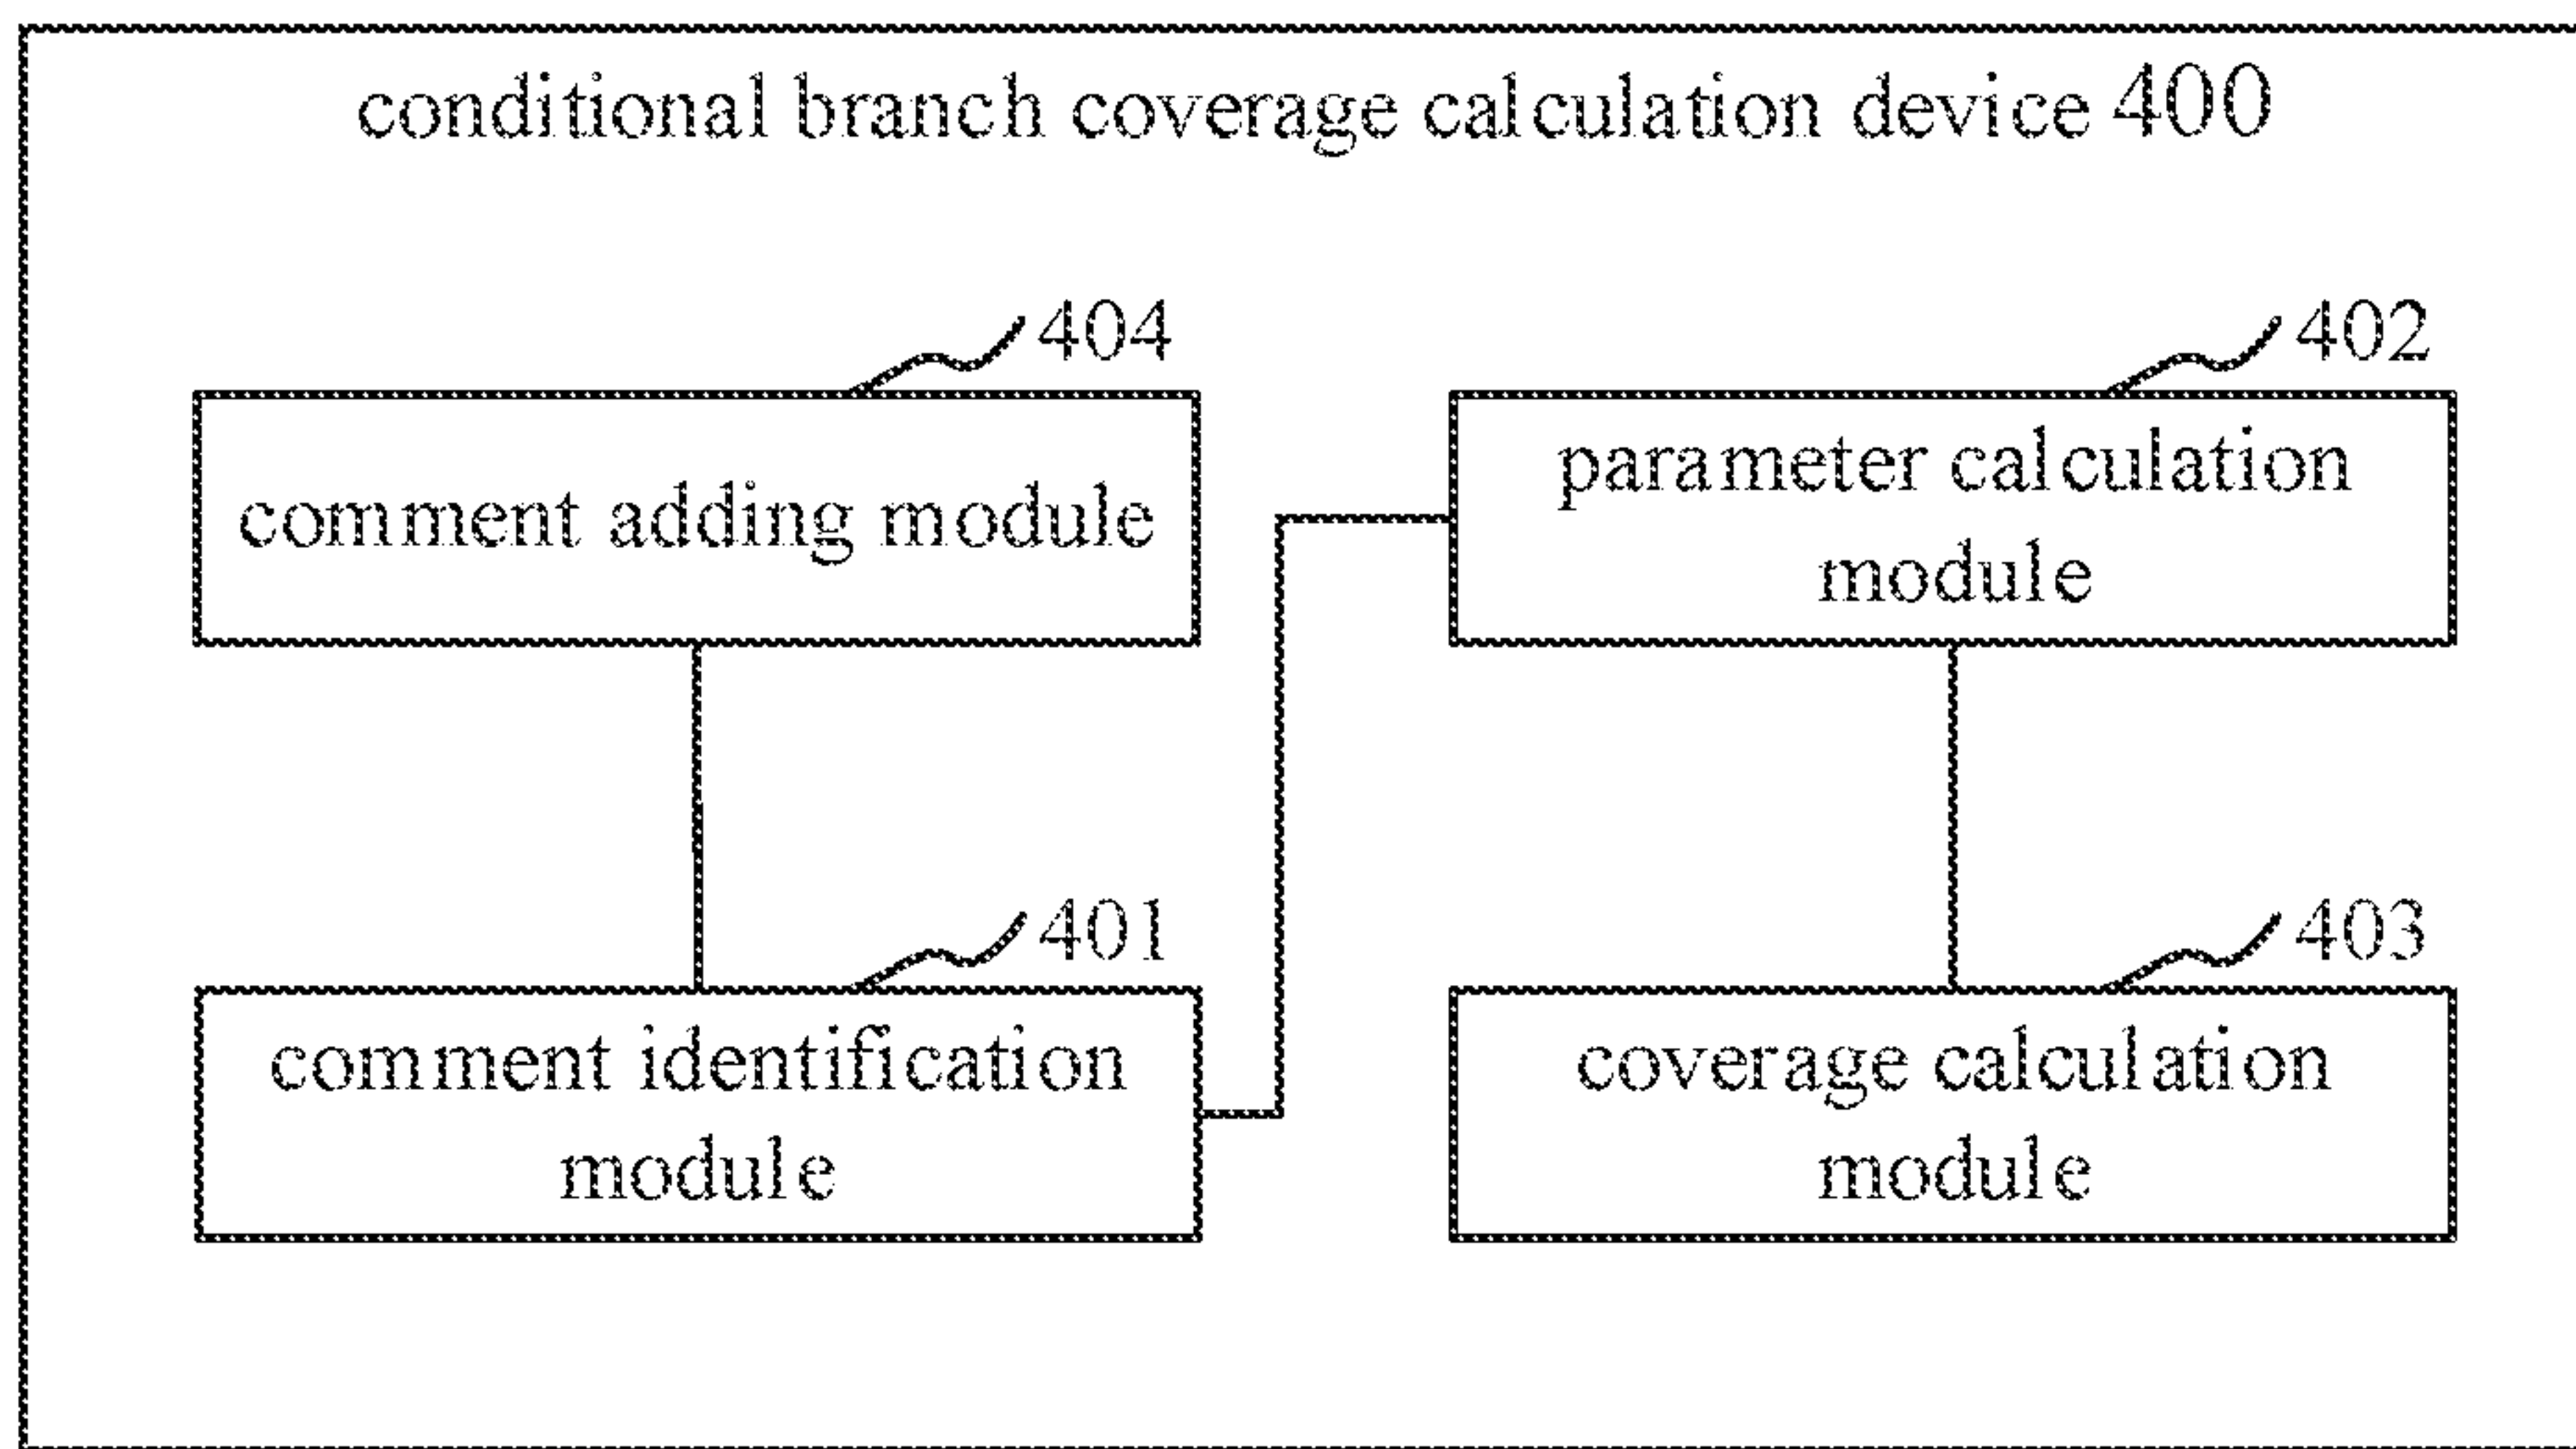 conditional branch coverage calculation device 400
404
comment adding module
402
parameter calculation
module
401
comment identification
module
403
coverage calculation
module